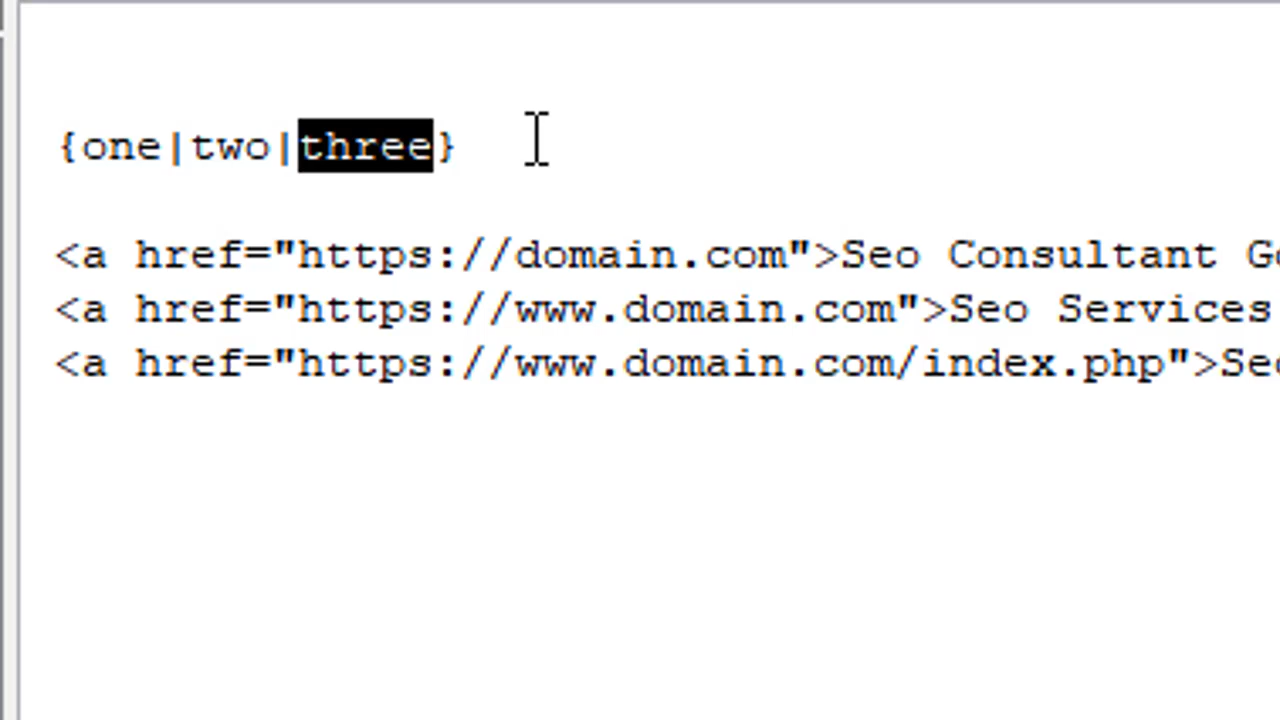 {one|two|three}
<a href="https://domain.com">Seo Consultant
<a href="https://www.domain.com">Seo Services
<a href="https://www.domain.com/index.php">Seo